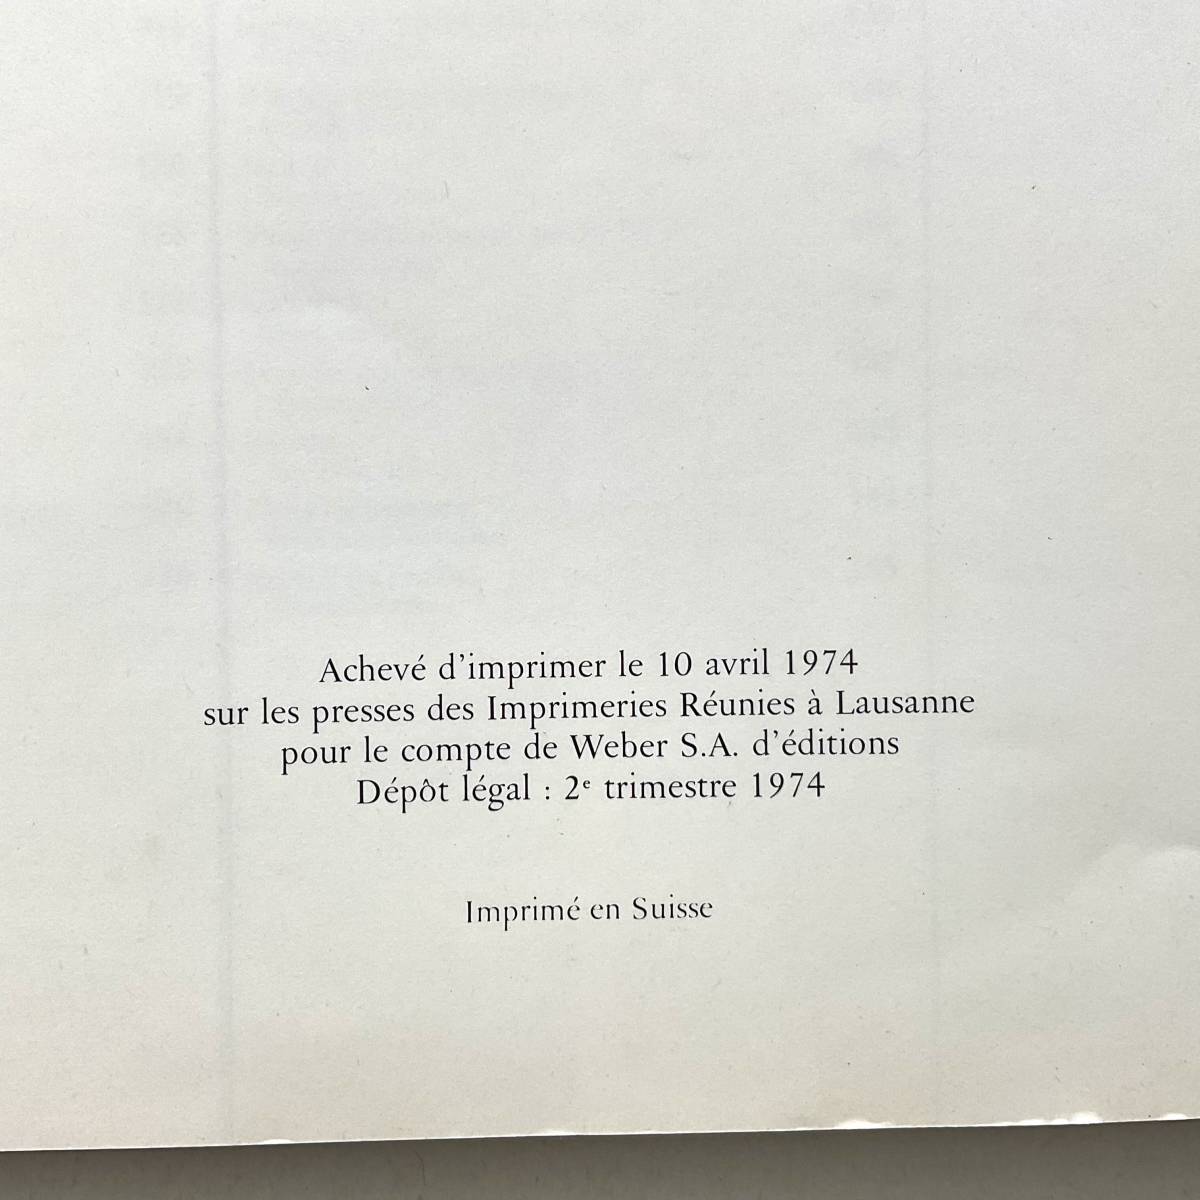 Achevé d'imprimer le 10 avril 1974
sur les presses des Imprimeries Réunies à Lausanne
pour le compte de Weber S.A. d'éditions
Dépôt légal : 2e trimestre 1974
Imprimé en Suisse